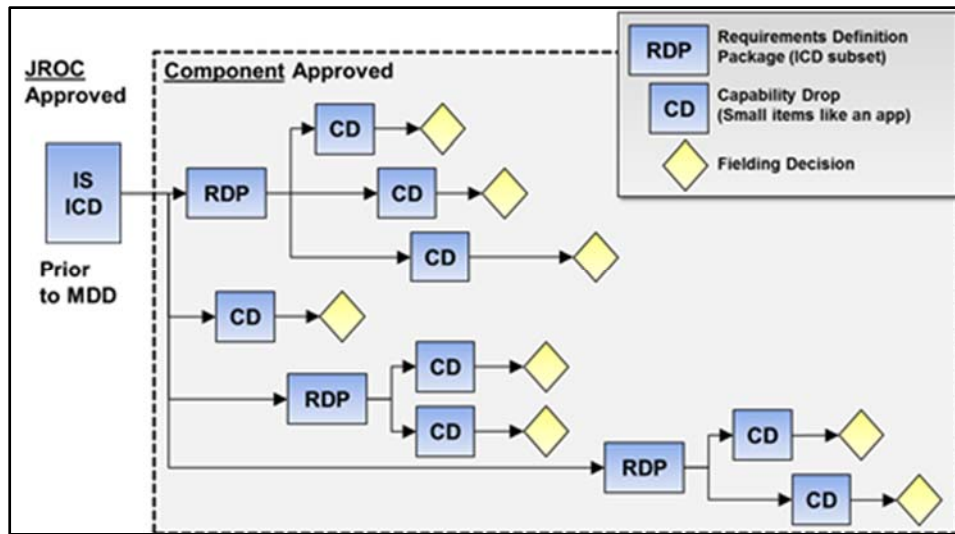 JROC
Approved
IS
ICD
Prior
to MDD
Component Approved
RDP
Requirements Definition
Package (ICD subset)
CD
Capability Drop
(Small items like an app)
Fielding Decision
CD
RDP
CD
CD
CD
RDP
CD
CD
RDP
CD
CD